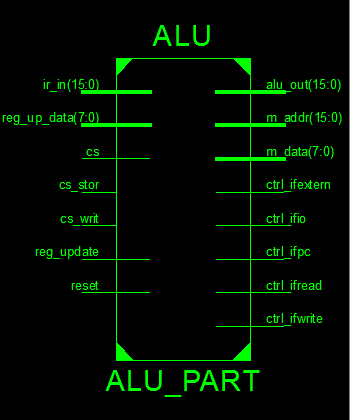 ALU
ir_in(15:0) alu_out(15:0)
reg_up_data(7:0) m_addr(15:0)
cs m_data(7:0)
cs_stor ctrl_ifextern
cs_writ ctrl_ifio
reg_update ctrl_ifpc
reset ctrl_ifread
ctrl_ifwrite
ALU_PART